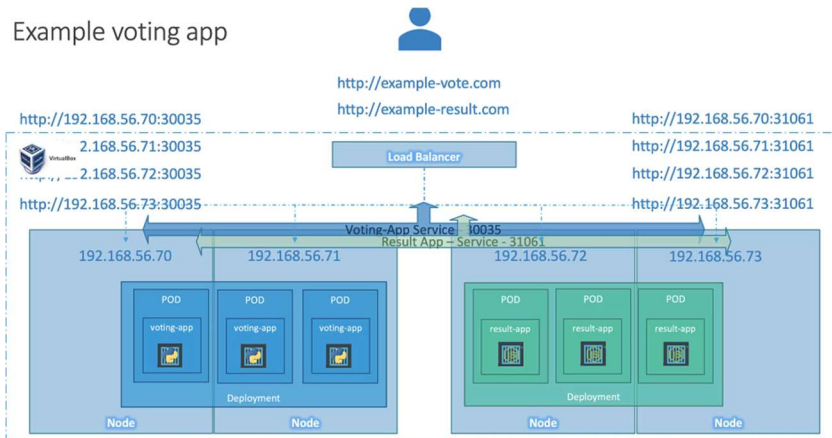 Example voting app
http://example-vote.com
http://example-result.com
http://192.168.56.70:30035
2.168.56.71:30035
2.168.56.72:30035
http://192.168.56.73:30035
VirtualBox
Load Balancer
http://192.168.56.70:31061
http://192.168.56.71:31061
http://192.168.56.72:31061
http://192.168.56.73:31061
Voting-App Service 30035
Result App – Service - 31061
192.168.56.70
192.168.56.71
192.168.56.72
192.168.56.73
POD
POD
POD
voting-app
voting-app
voting-app
Deployment
POD
POD
POD
result-app
result-app
result-app
Deployment
Node
Node
Node
Node